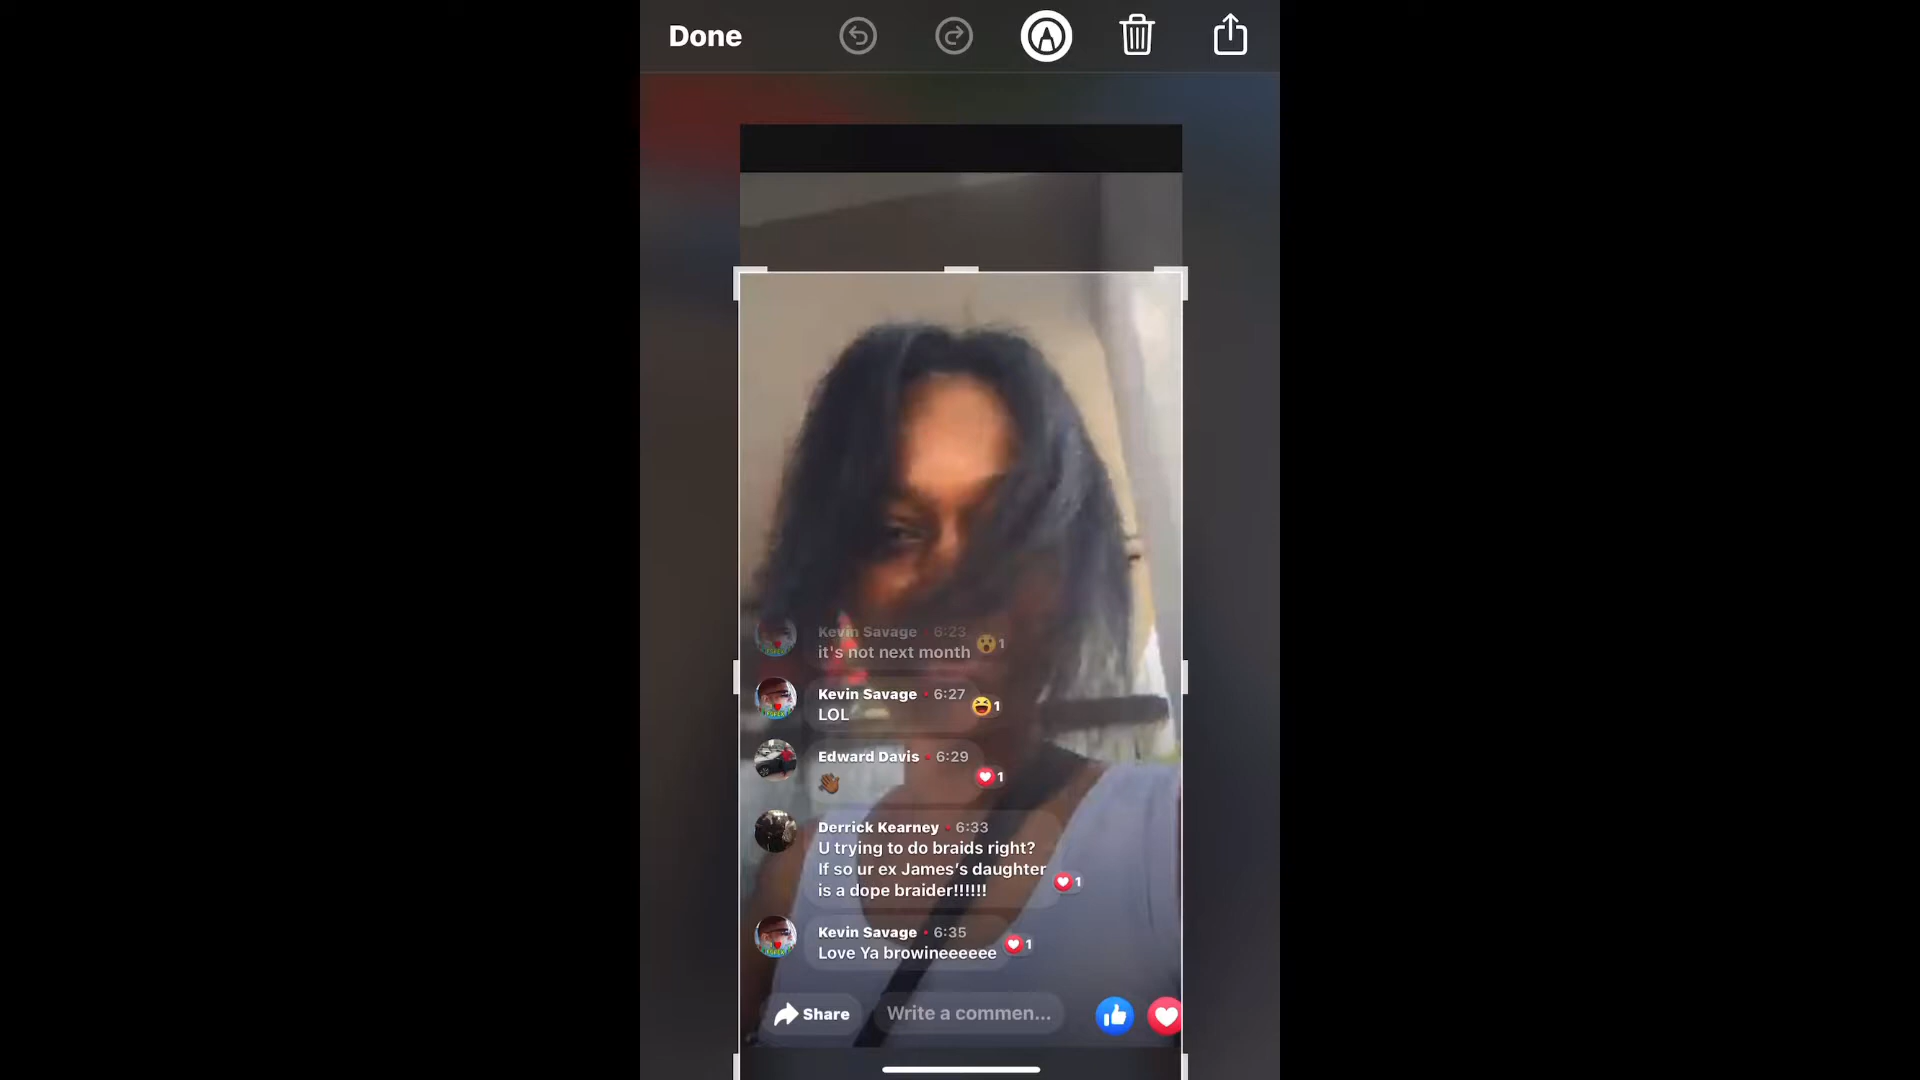 Done
Kevin Savage • 6:23
it's not next month
1
Kevin Savage • 6:27
LOL
1
Edward Davis • 6:29
👋🏾
1
Derrick Kearney • 6:33
U trying to do braids right?
If so ur ex James’s daughter
is a dope braider!!!!!!
1
Kevin Savage • 6:35
Love Ya browineeeeee
1
Share
Write a commen...